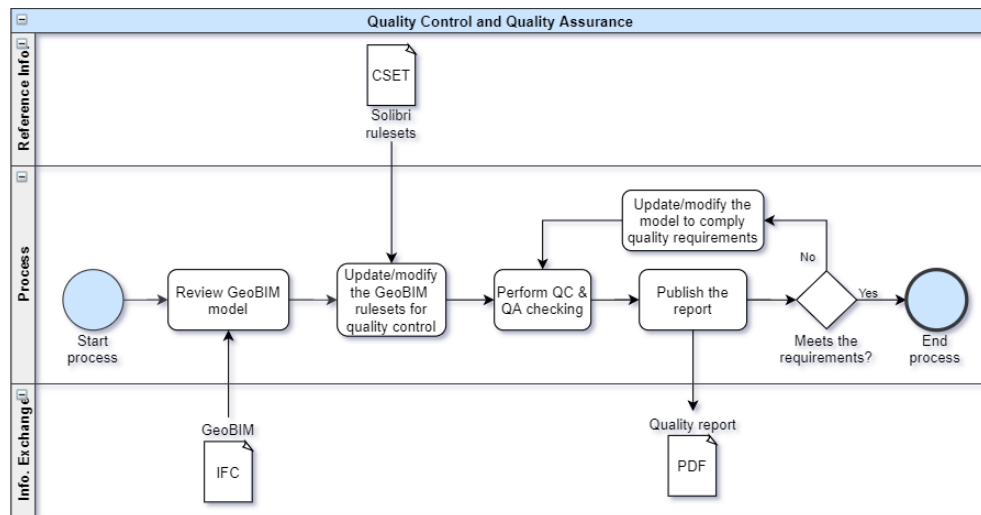 Quality Control and Quality Assurance
Reference Info.
CSET
Solibri
rulesets
Process
Start
process
Review GeoBIM
model
Update/modify
the GeoBIM
rulesets for
quality control
Perform QC &
QA checking
Update/modify the
model to comply
quality requirements
Publish the
report
No
Yes
Meets the
requirements?
End
process
Info. Exchange
GeoBIM
IFC
Quality report
PDF